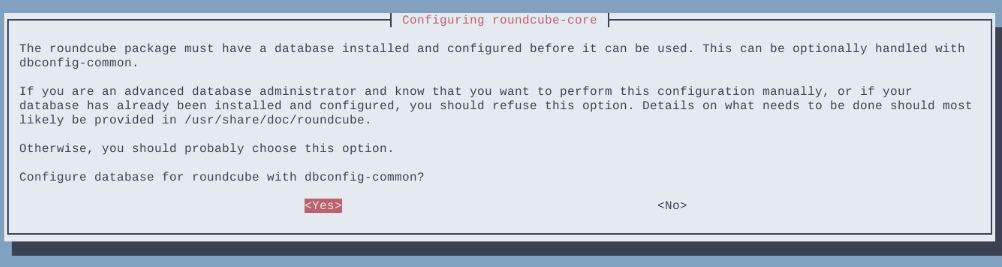 Configuring roundcube-core
The roundcube package must have a database installed and configured before it can be used. This can be optionally handled with
dbconfig-common.
If you are an advanced database administrator and know that you want to perform this configuration manually, or if your
database has already been installed and configured, you should refuse this option. Details on what needs to be done should most
likely be provided in /usr/share/doc/roundcube.
Otherwise, you should probably choose this option.
Configure database for roundcube with dbconfig-common?
<Yes> <No>